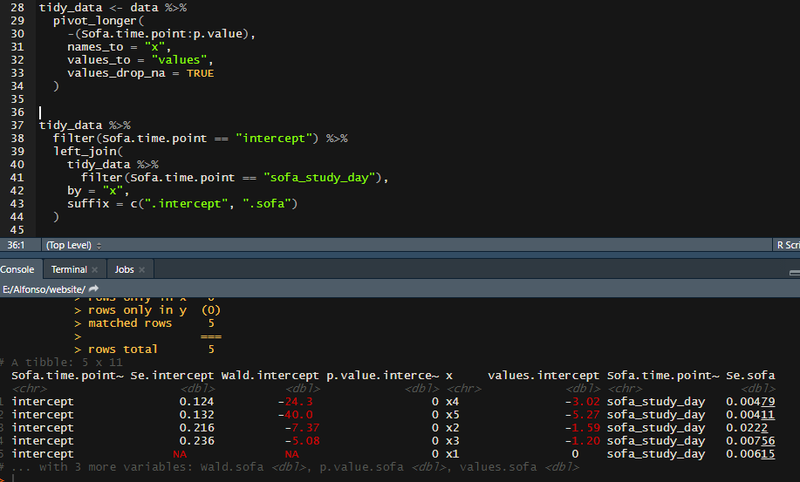 28 tidy_data <- data %>%
29 pivot_longer(
30 -(Sofa.time.point:p.value),
31 names_to = "x",
32 values_to = "values",
33 values_drop_na = TRUE
34 )
35
36
37 tidy_data %>%
38 filter(Sofa.time.point == "intercept") %>%
39 left_join(
40 tidy_data %>%
41 filter(Sofa.time.point == "sofa_study_day"),
42 by = "x",
43 suffix = c(".intercept", ".sofa")
44 )
45
36:1 (Top Level) R Scri
Console Terminal Jobs
E:/Alfonso/website/
> rows only in x 0
> rows only in y (0)
> matched rows 5
> ===
> rows total 5
# A tibble: 5 x 11
Sofa.time.point~ Se.intercept Wald.intercept p.value.interce~ x values.intercept Sofa.time.point~ Se.sofa
<chr> <dbl> <dbl> <dbl> <chr> <dbl> <chr> <dbl>
1 intercept 0.124 -24.3 0 x4 -3.02 sofa_study_day 0.00479
2 intercept 0.132 -40.0 0 x5 -5.27 sofa_study_day 0.00411
3 intercept 0.216 -7.37 0 x2 -1.59 sofa_study_day 0.0222
4 intercept 0.236 -5.08 0 x3 -1.20 sofa_study_day 0.00756
5 intercept NA NA 0 x1 0 sofa_study_day 0.00615
# ... with 3 more variables: Wald.sofa <dbl>, p.value.sofa <dbl>, values.sofa <dbl>
>